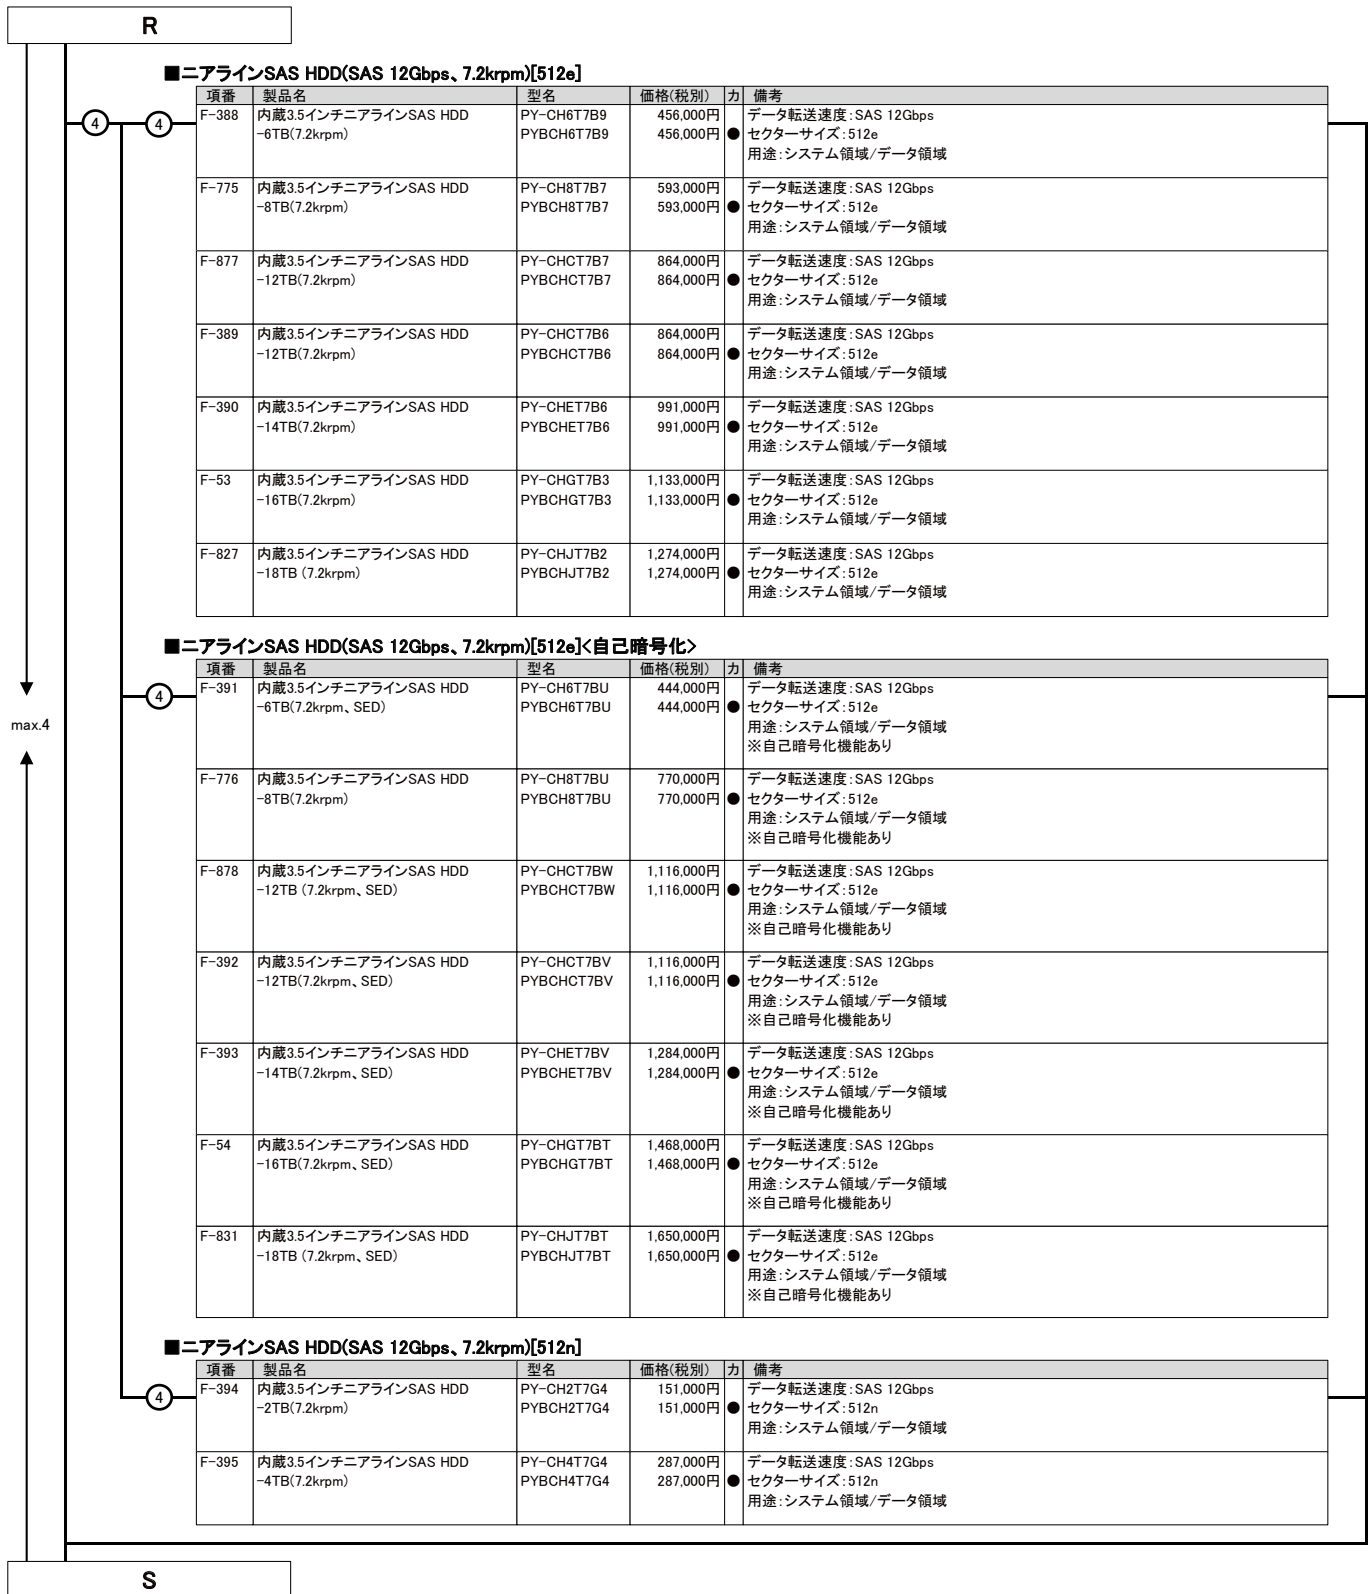 R
■ニアラインSAS HDD(SAS 12Gbps、7.2krpm)[512e]
項番 製品名 型名 価格(税別) カ 備考
F-388 内蔵3.5インチニアラインSAS HDD PY-CH6T7B9 456,000円 データ転送速度:SAS 12Gbps
④ ④ -6TB(7.2krpm) PYBCH6T7B9 456,000円 ● セクターサイズ:512e
用途:システム領域/データ領域
F-775 内蔵3.5インチニアラインSAS HDD PY-CH8T7B7 593,000円 データ転送速度:SAS 12Gbps
-8TB(7.2krpm) PYBCH8T7B7 593,000円 ● セクターサイズ:512e
用途:システム領域/データ領域
F-877 内蔵3.5インチニアラインSAS HDD PY-CHCT7B7 864,000円 データ転送速度:SAS 12Gbps
-12TB(7.2krpm) PYBCHCT7B7 864,000円 ● セクターサイズ:512e
用途:システム領域/データ領域
F-389 内蔵3.5インチニアラインSAS HDD PY-CHCT7B6 864,000円 データ転送速度:SAS 12Gbps
-12TB(7.2krpm) PYBCHCT7B6 864,000円 ● セクターサイズ:512e
用途:システム領域/データ領域
F-390 内蔵3.5インチニアラインSAS HDD PY-CHET7B6 991,000円 データ転送速度:SAS 12Gbps
-14TB(7.2krpm) PYBCHET7B6 991,000円 ● セクターサイズ:512e
用途:システム領域/データ領域
F-53 内蔵3.5インチニアラインSAS HDD PY-CHGT7B3 1,133,000円 データ転送速度:SAS 12Gbps
-16TB(7.2krpm) PYBCHGT7B3 1,133,000円 ● セクターサイズ:512e
用途:システム領域/データ領域
F-827 内蔵3.5インチニアラインSAS HDD PY-CHJT7B2 1,274,000円 データ転送速度:SAS 12Gbps
-18TB (7.2krpm) PYBCHJT7B2 1,274,000円 ● セクターサイズ:512e
用途:システム領域/データ領域
■ニアラインSAS HDD(SAS 12Gbps、7.2krpm)[512e]<自己暗号化>
項番 製品名 型名 価格(税別) カ 備考
F-391 内蔵3.5インチニアラインSAS HDD PY-CH6T7BU 444,000円 データ転送速度:SAS 12Gbps
④ -6TB(7.2krpm、SED) PYBCH6T7BU 444,000円 ● セクターサイズ:512e
max.4 用途:システム領域/データ領域
※自己暗号化機能あり
F-776 内蔵3.5インチニアラインSAS HDD PY-CH8T7BU 770,000円 データ転送速度:SAS 12Gbps
-8TB(7.2krpm) PYBCH8T7BU 770,000円 ● セクターサイズ:512e
用途:システム領域/データ領域
※自己暗号化機能あり
F-878 内蔵3.5インチニアラインSAS HDD PY-CHCT7BW 1,116,000円 データ転送速度:SAS 12Gbps
-12TB (7.2krpm、SED) PYBCHCT7BW 1,116,000円 ● セクターサイズ:512e
用途:システム領域/データ領域
※自己暗号化機能あり
F-392 内蔵3.5インチニアラインSAS HDD PY-CHCT7BV 1,116,000円 データ転送速度:SAS 12Gbps
-12TB(7.2krpm、SED) PYBCHCT7BV 1,116,000円 ● セクターサイズ:512e
用途:システム領域/データ領域
※自己暗号化機能あり
F-393 内蔵3.5インチニアラインSAS HDD PY-CHET7BV 1,284,000円 データ転送速度:SAS 12Gbps
-14TB(7.2krpm、SED) PYBCHET7BV 1,284,000円 ● セクターサイズ:512e
用途:システム領域/データ領域
※自己暗号化機能あり
F-54 内蔵3.5インチニアラインSAS HDD PY-CHGT7BT 1,468,000円 データ転送速度:SAS 12Gbps
-16TB(7.2krpm、SED) PYBCHGT7BT 1,468,000円 ● セクターサイズ:512e
用途:システム領域/データ領域
※自己暗号化機能あり
F-831 内蔵3.5インチニアラインSAS HDD PY-CHJT7BT 1,650,000円 データ転送速度:SAS 12Gbps
-18TB (7.2krpm、SED) PYBCHJT7BT 1,650,000円 ● セクターサイズ:512e
用途:システム領域/データ領域
※自己暗号化機能あり
■ニアラインSAS HDD(SAS 12Gbps、7.2krpm)[512n]
項番 製品名 型名 価格(税別) カ 備考
F-394 内蔵3.5インチニアラインSAS HDD PY-CH2T7G4 151,000円 データ転送速度:SAS 12Gbps
④ -2TB(7.2krpm) PYBCH2T7G4 151,000円 ● セクターサイズ:512n
用途:システム領域/データ領域
F-395 内蔵3.5インチニアラインSAS HDD PY-CH4T7G4 287,000円 データ転送速度:SAS 12Gbps
-4TB(7.2krpm) PYBCH4T7G4 287,000円 ● セクターサイズ:512n
用途:システム領域/データ領域
S